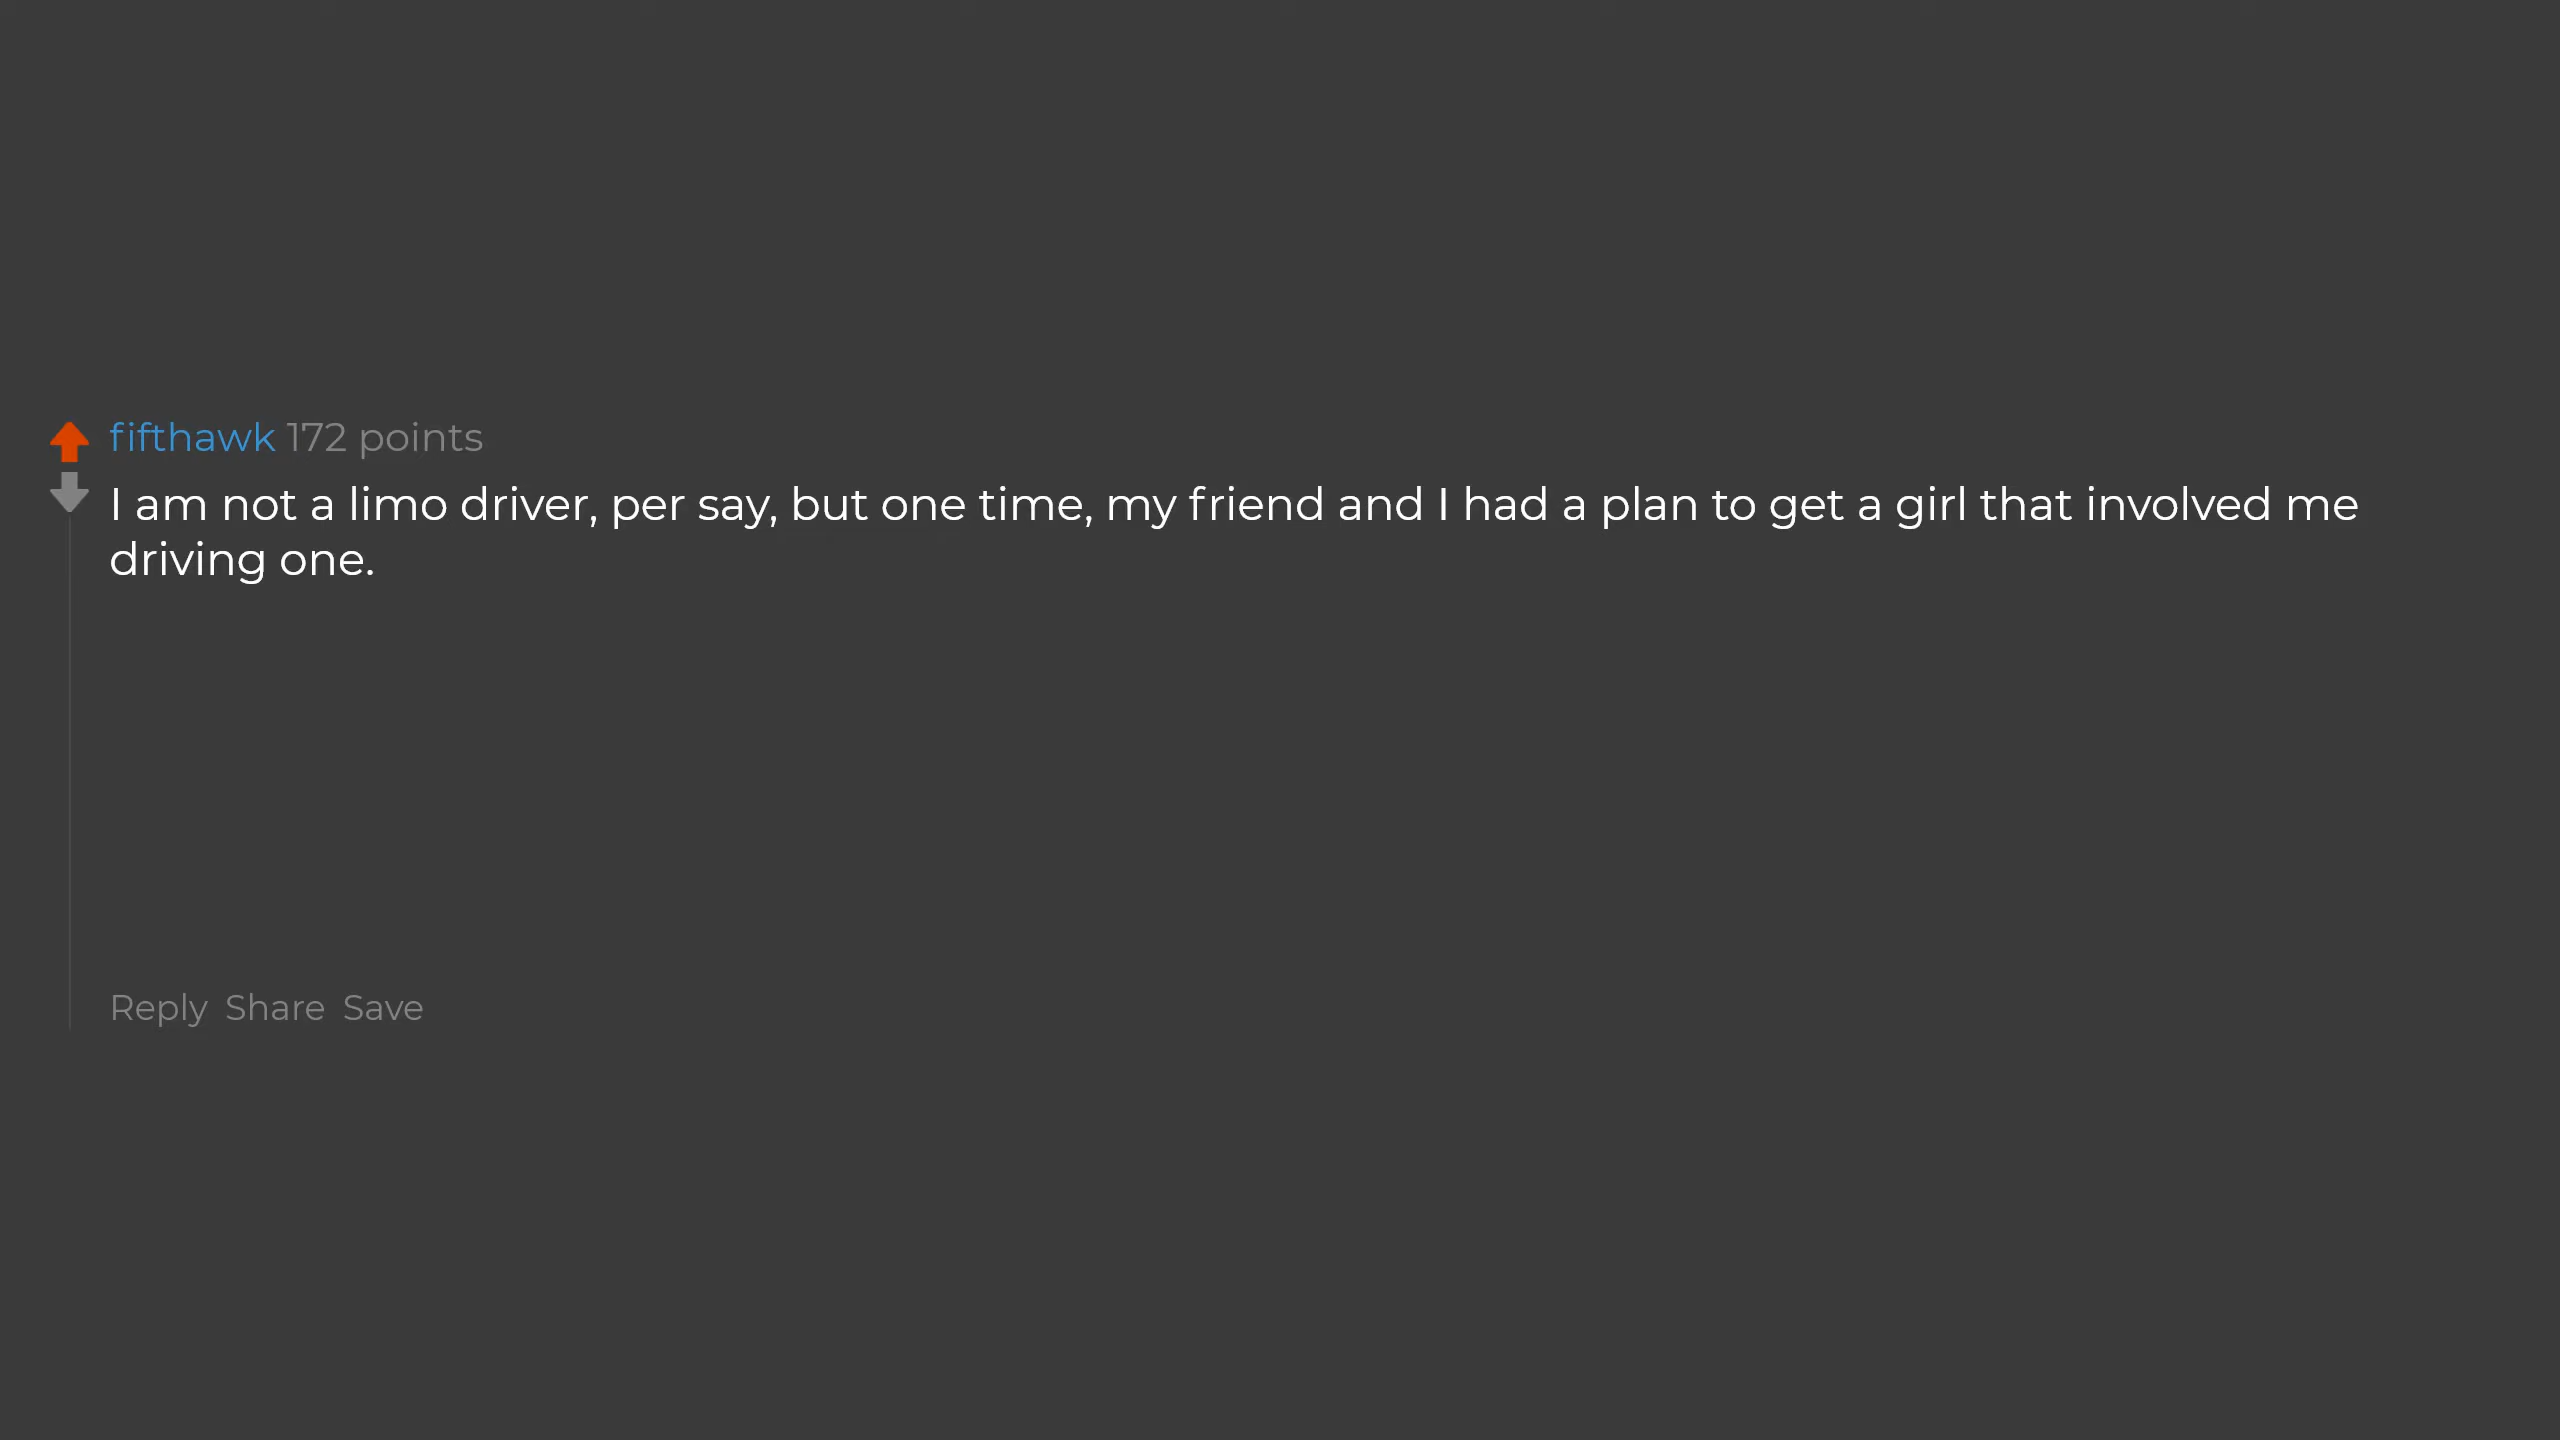 fifthawk 172 points
I am not a limo driver, per say, but one time, my friend and I had a plan to get a girl that involved me
driving one.
Reply Share Save